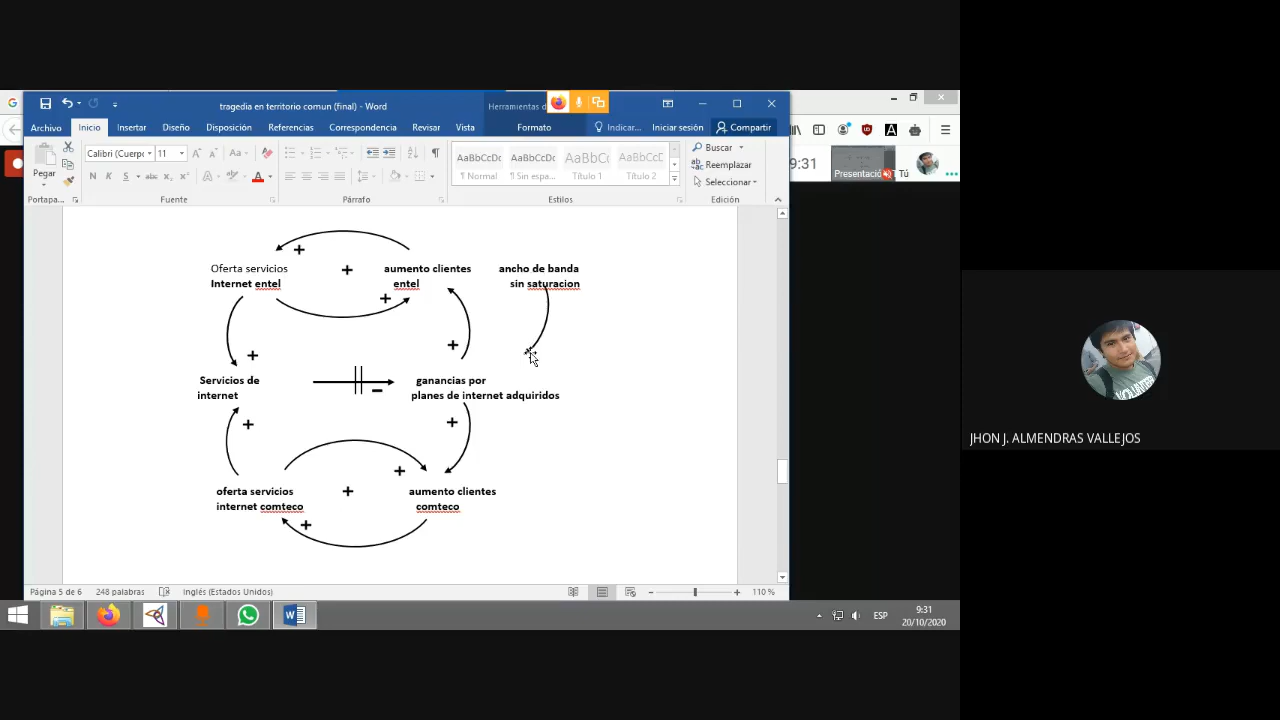 tragedia en territorio comun (final) - Word
Herramientas d
Archivo
Inicio
Insertar
Diseño
Disposición
Referencias
Correspondencia
Revisar
Vista
Formato
Indicar...
Iniciar sesión
Compartir
Pegar
Calibri (Cuerpo
11
N
K
S
abc
Aa
AaBbCcDc
AaBbCcDc
AaBbCc
AaBbCcD
¶ Normal
¶ Sin espa...
Título 1
Título 2
Buscar
Reemplazar
Seleccionar
Portapa...
Fuente
Párrafo
Estilos
Edición
9:31
Presentació
Tú
Oferta servicios
Internet entel
aumento clientes
entel
ancho de banda
sin saturacion
Servicios de
internet
ganancias por
planes de internet adquiridos
oferta servicios
internet comteco
aumento clientes
comteco
Página 5 de 6
248 palabras
Inglés (Estados Unidos)
110 %
ESP
9:31
20/10/2020
JHON J. ALMENDRAS VALLEJOS